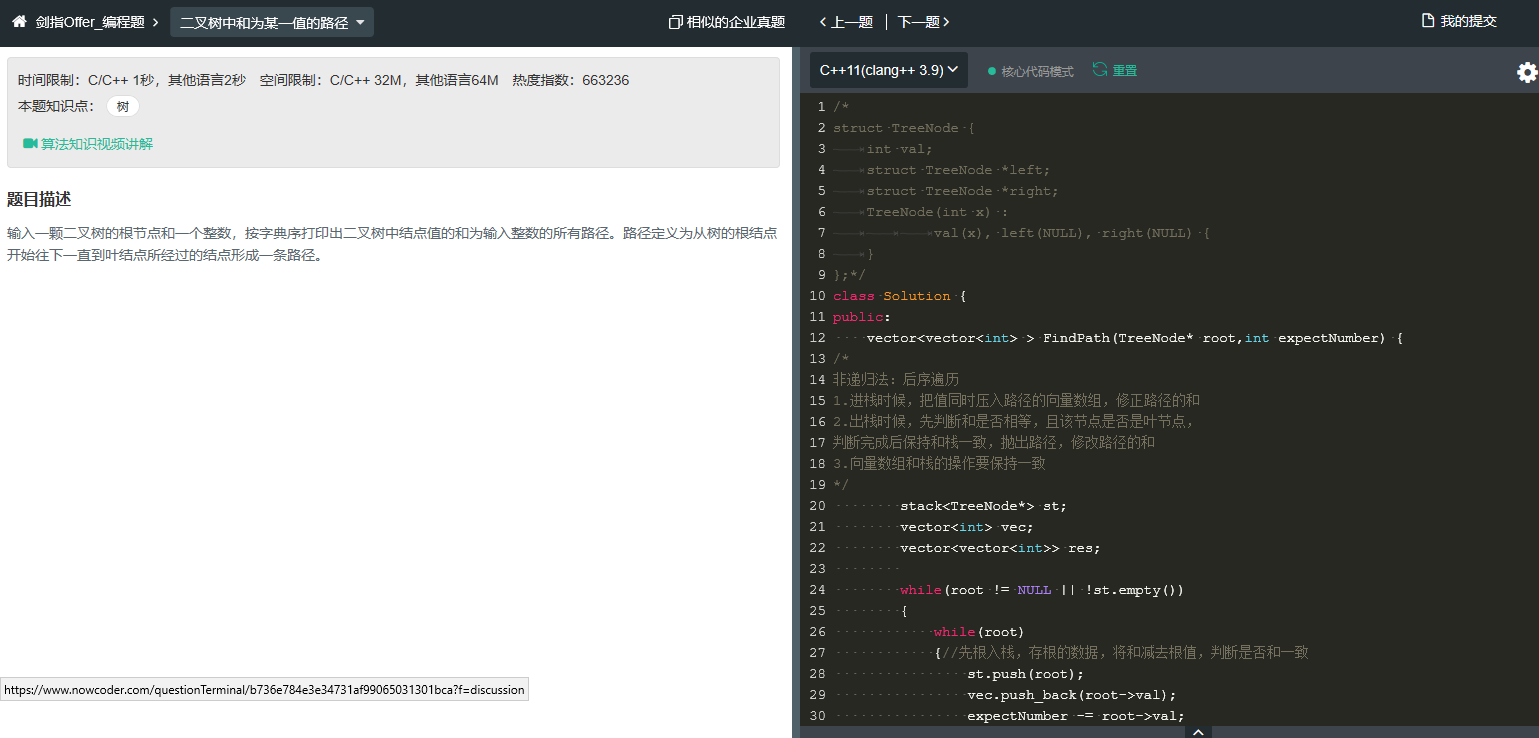 剑指Offer_编程题
二叉树中和为某一值的路径
相似的企业真题
上一题
下一题
我的提交
时间限制：C/C++ 1秒，其他语言2秒 空间限制：C/C++ 32M，其他语言64M 热度指数：663236
本题知识点： 树
算法知识视频讲解
题目描述
输入一颗二叉树的根节点和一个整数，按字典序打印出二叉树中结点值的和为输入整数的所有路径。路径定义为从树的根结点
开始往下一直到叶结点所经过的结点形成一条路径。
https://www.nowcoder.com/questionTerminal/b736e784e3e34731af99065031301bca?f=discussion
C++11(clang++ 3.9)
核心代码模式
重置
1 /*
2 struct TreeNode {
3 int val;
4 struct TreeNode *left;
5 struct TreeNode *right;
6 TreeNode(int x) :
7 val(x), left(NULL), right(NULL) {
8 }
9 };*/
10 class Solution {
11 public:
12 vector<vector<int> > FindPath(TreeNode* root,int expectNumber) {
13 /*
14 非递归法：后序遍历
15 1.进栈时候，把值同时压入路径的向量数组，修正路径的和
16 2.出栈时候，先判断和是否相等，且该节点是否是叶节点，
17 判断完成后保持和栈一致，抛出路径，修改路径的和
18 3.向量数组和栈的操作要保持一致
19 */
20 stack<TreeNode*> st;
21 vector<int> vec;
22 vector<vector<int>> res;
23
24 while(root != NULL || !st.empty())
25 {
26 while(root)
27 {//先根入栈，存根的数据，将和减去根值，判断是否和一致
28 st.push(root);
29 vec.push_back(root->val);
30 expectNumber -= root->val;